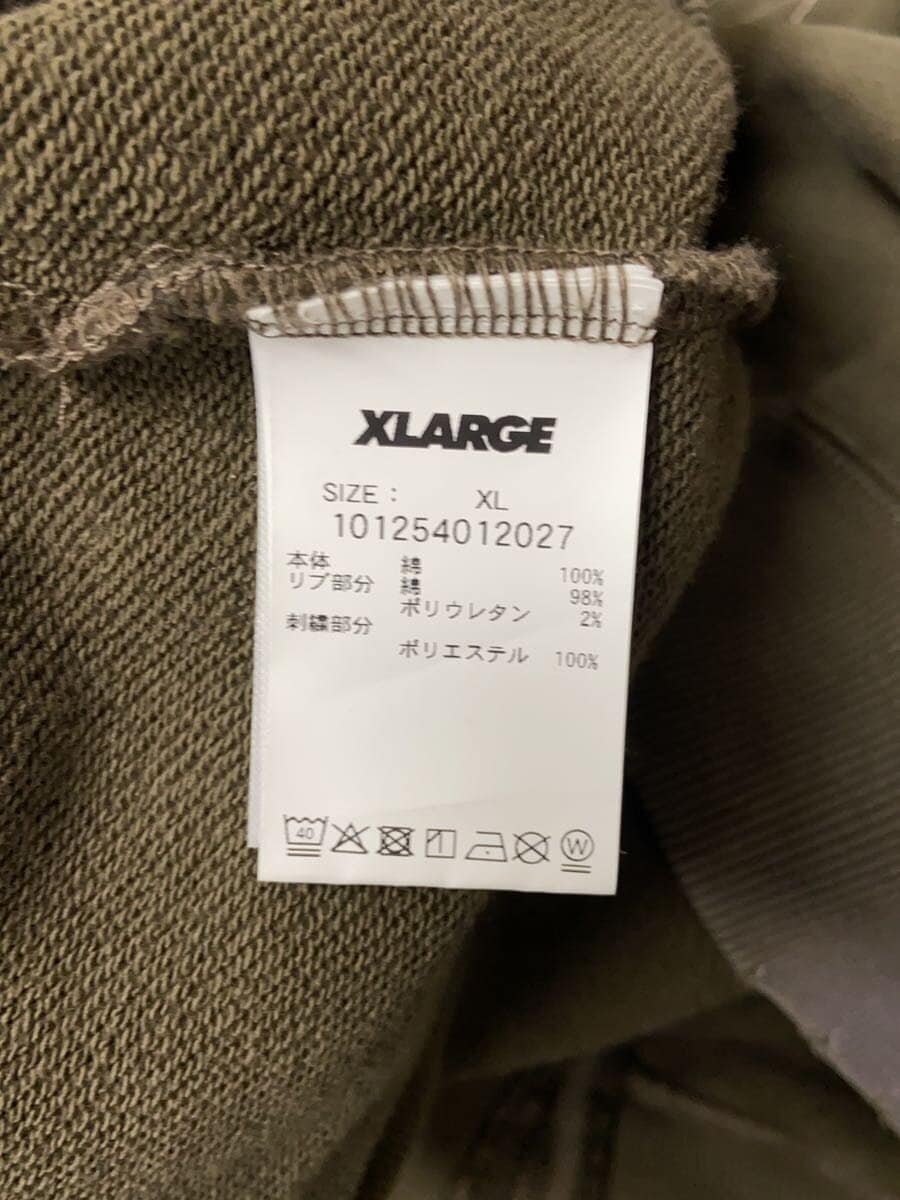 XLARGE
SIZE : XL
101254012027
本体 綿 100%
リブ部分 綿 98%
ポリウレタン 2%
刺繍部分
ポリエステル 100%
40
W